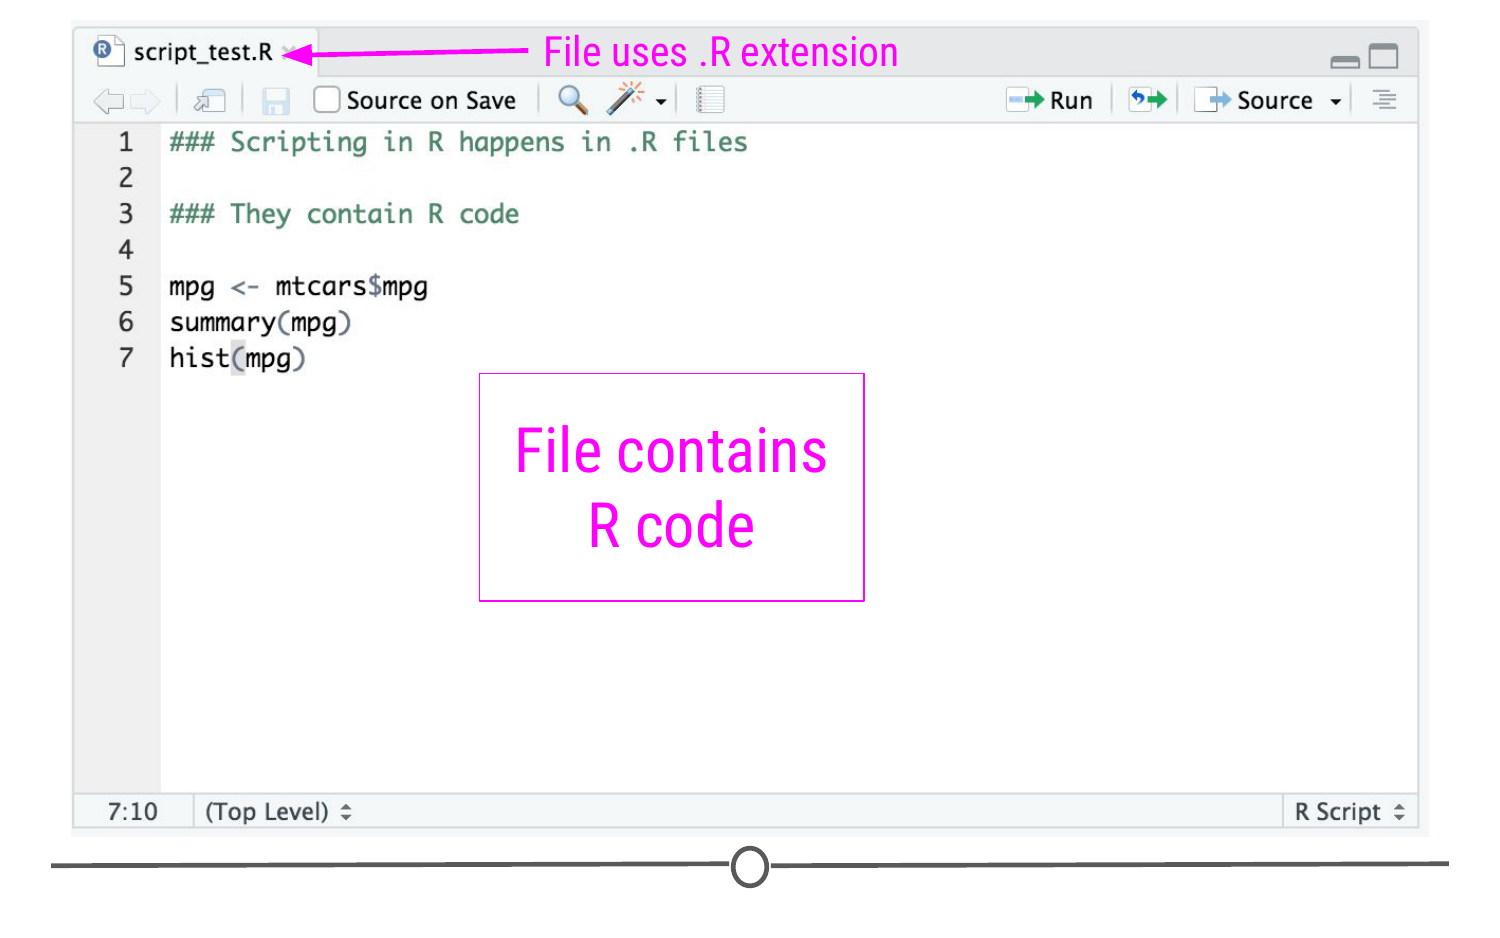 script_test.R
File uses .R extension
Source on Save
Run
Source
1 ### Scripting in R happens in .R files
2
3 ### They contain R code
4
5 mpg <- mtcars$mpg
6 summary(mpg)
7 hist(mpg)
File contains
R code
7:10
(Top Level)
R Script